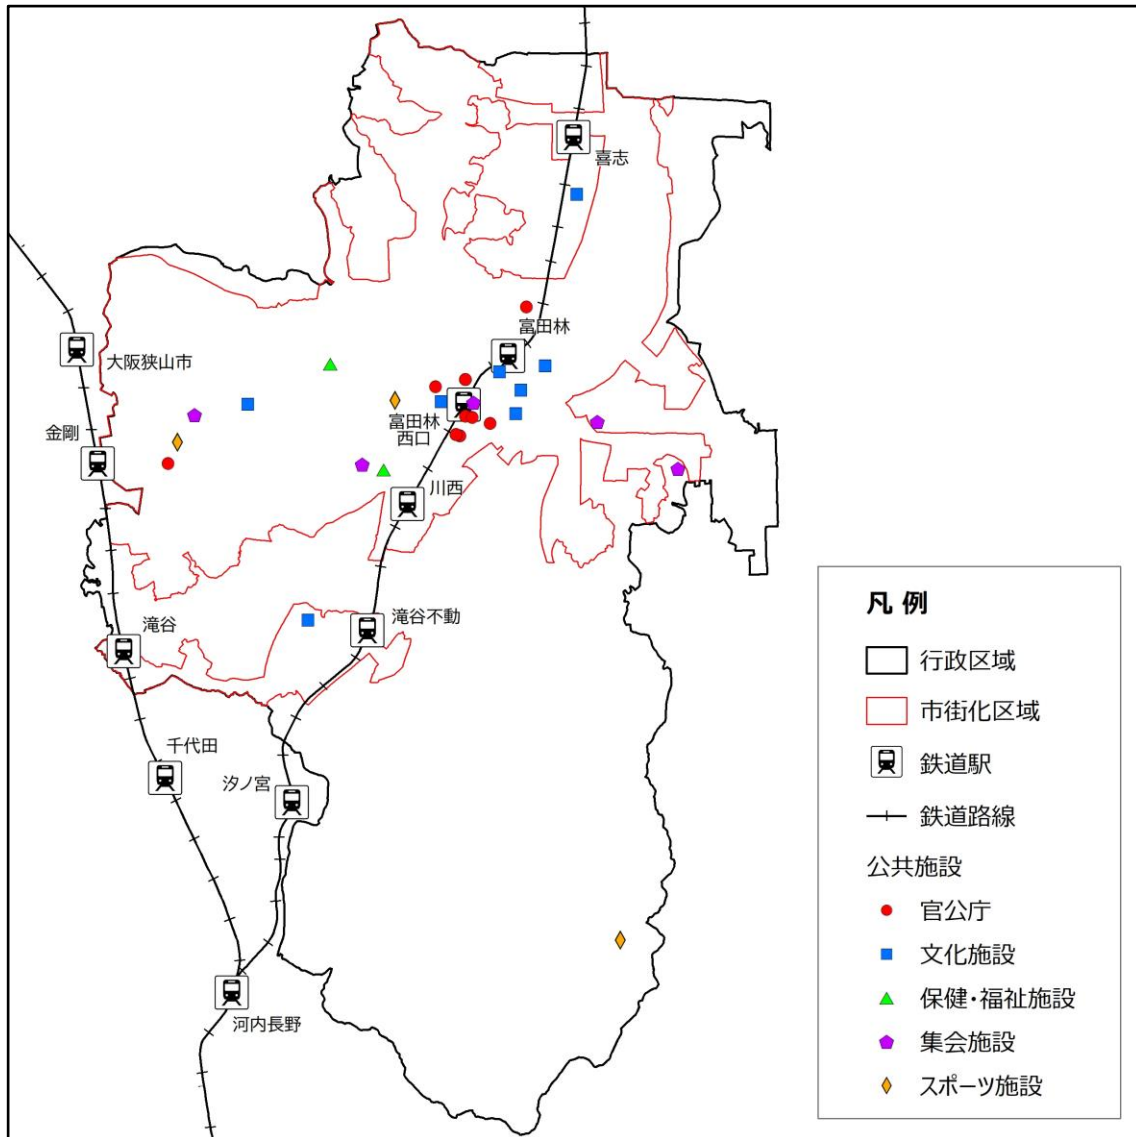 喜志
富田林
大阪狭山市
金剛
富田林
西口
川西
滝谷不動
滝谷
千代田
汐ノ宮
河内長野
凡 例
行政区域
市街化区域
鉄道駅
鉄道路線
公共施設
官公庁
文化施設
保健・福祉施設
集会施設
スポーツ施設